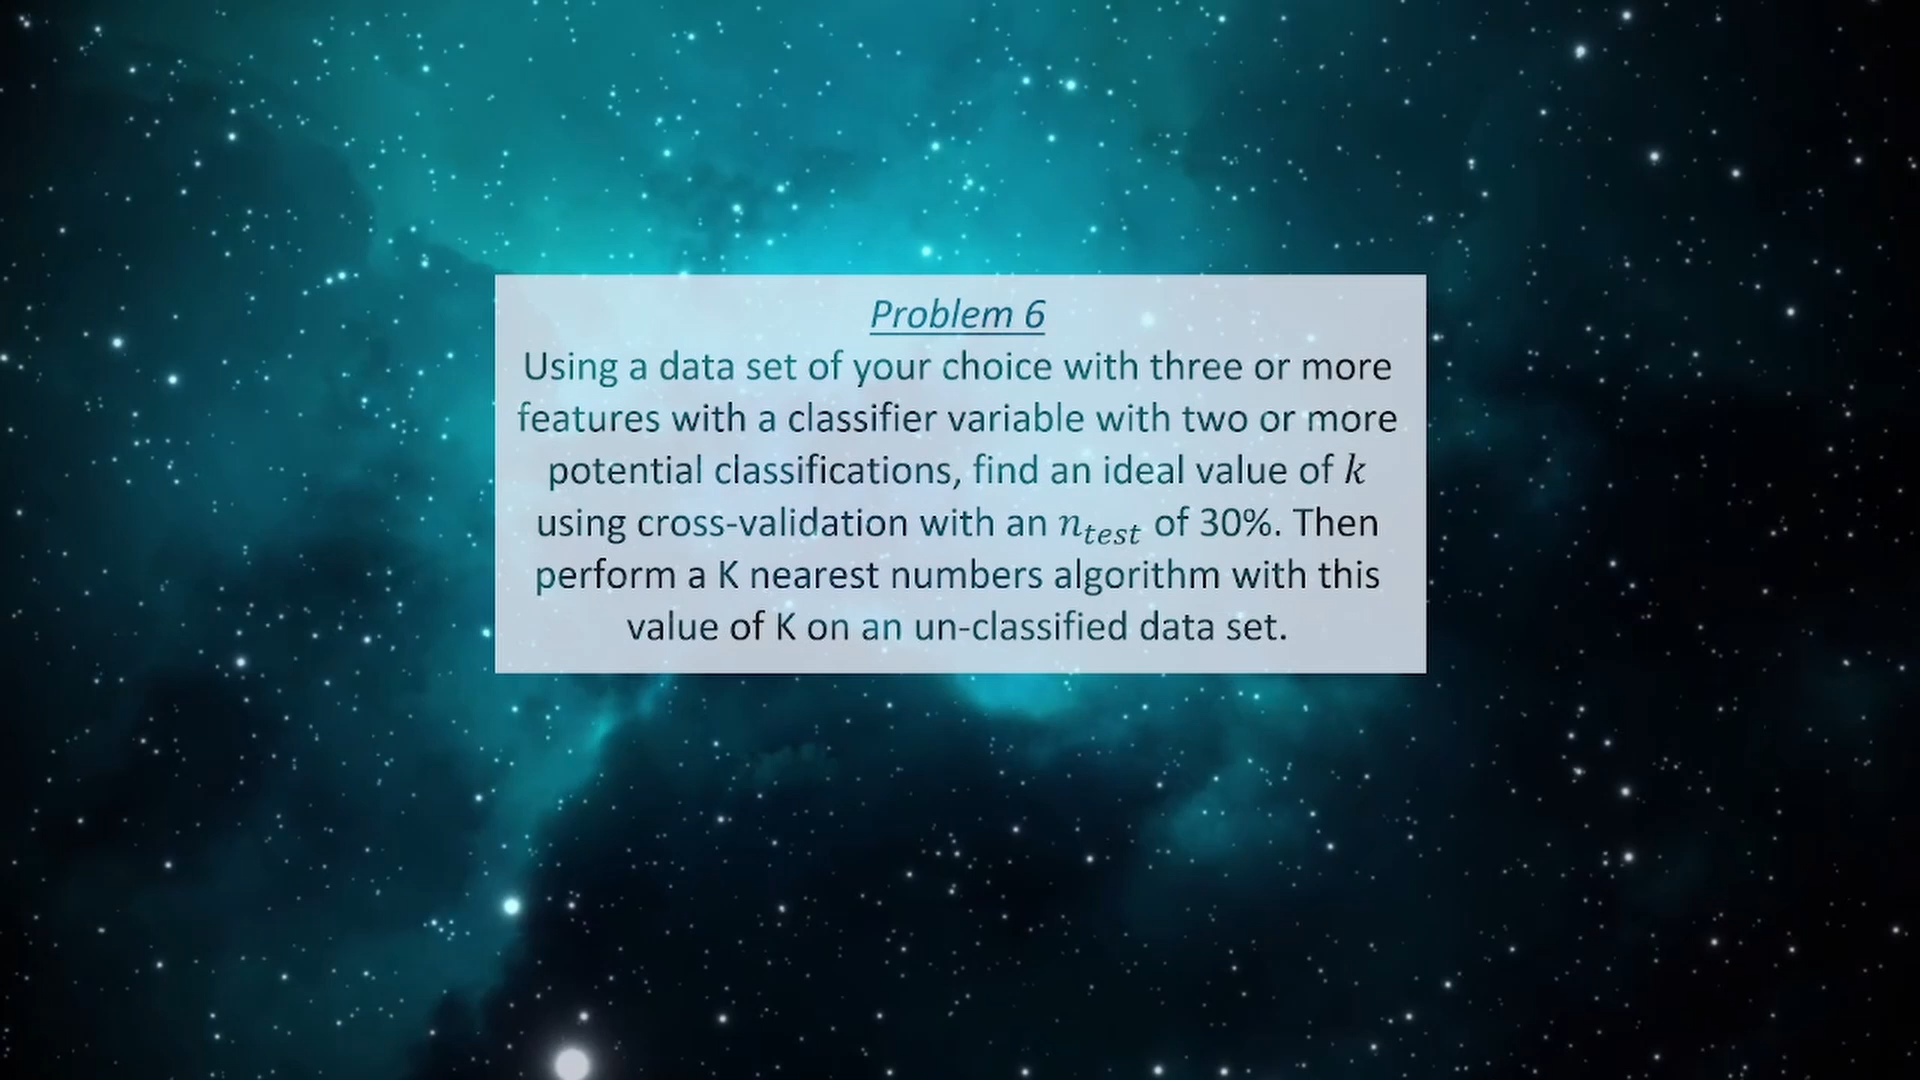 Problem 6
Using a data set of your choice with three or more
features with a classifier variable with two or more
potential classifications, find an ideal value of k
using cross-validation with an n_test of 30%. Then
perform a K nearest numbers algorithm with this
value of K on an un-classified data set.